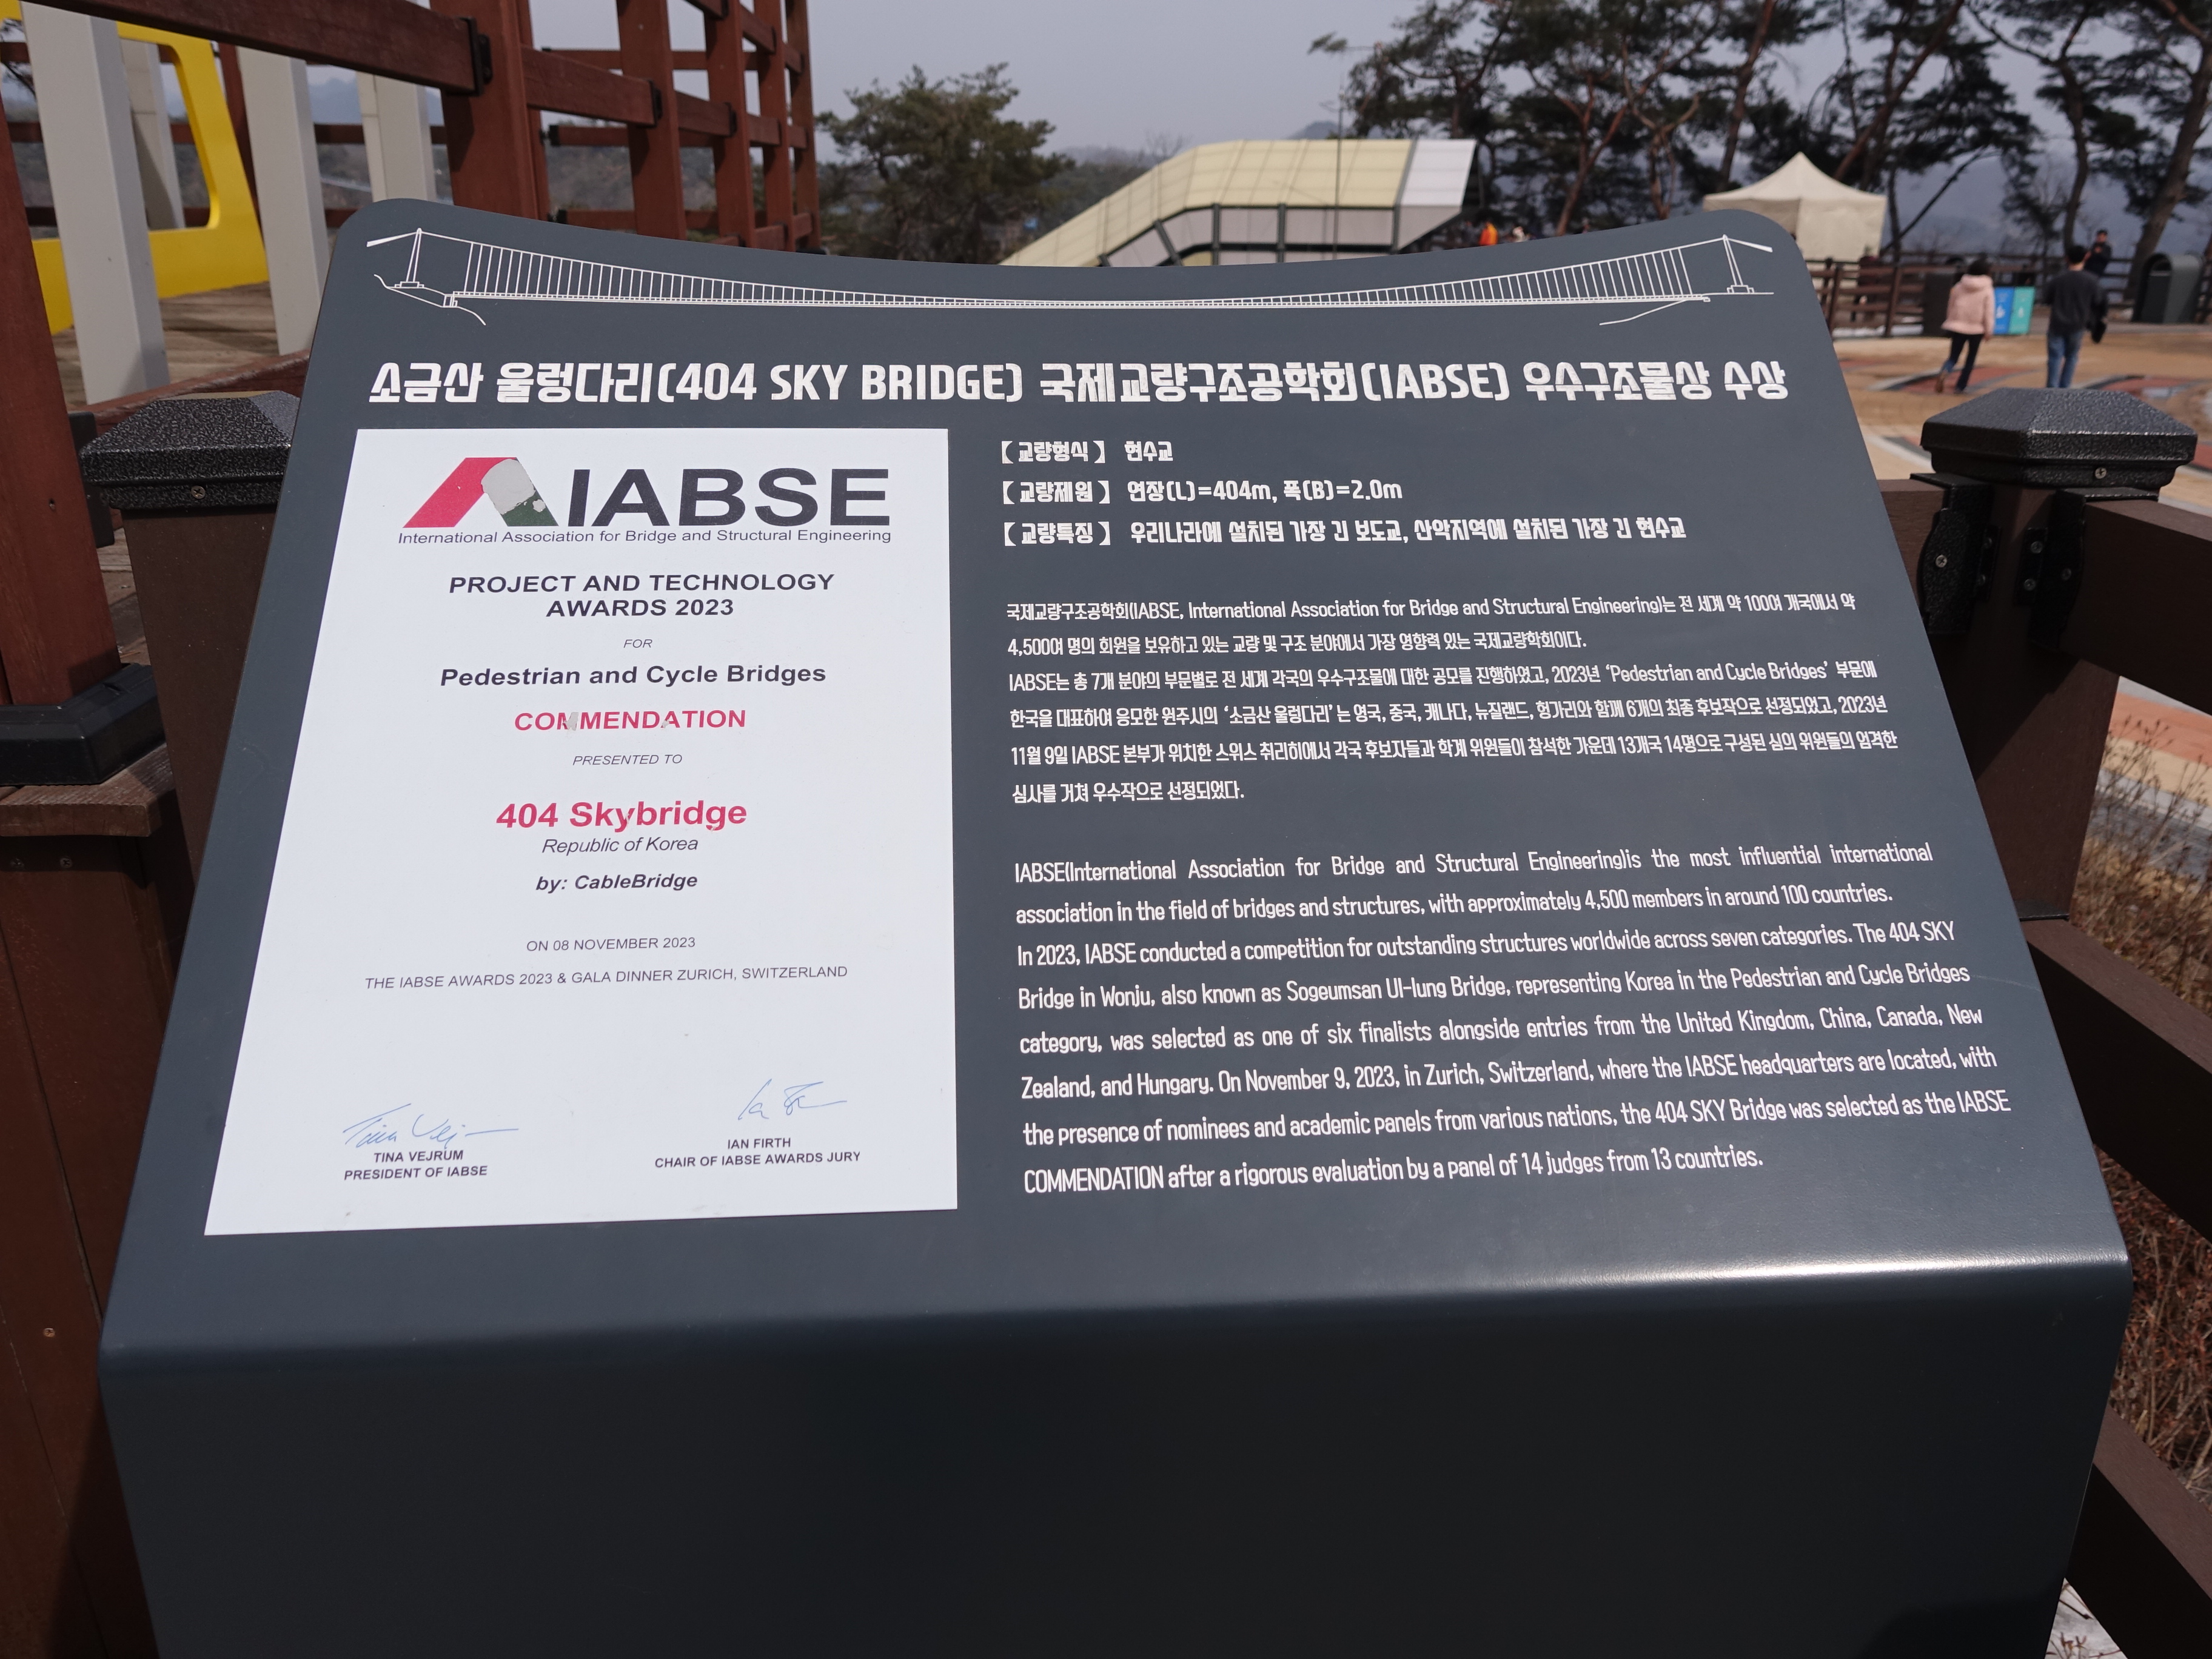 소금산 울렁다리(404 SKY BRIDGE) 국제교량구조공학회(IABSE) 우수구조물상 수상
IABSE
International Association for Bridge and Structural Engineering
PROJECT AND TECHNOLOGY
AWARDS 2023
FOR
Pedestrian and Cycle Bridges
COMMENDATION
PRESENTED TO
404 Skybridge
Republic of Korea
by: CableBridge
ON 08 NOVEMBER 2023
THE IABSE AWARDS 2023 & GALA DINNER ZURICH, SWITZERLAND
TINA VEJRUM
PRESIDENT OF IABSE
IAN FIRTH
CHAIR OF IABSE AWARDS JURY
【교량형식】 현수교
【교량제원】 연장(L)=404m, 폭(B)=2.0m
【교량특징】 우리나라에 설치된 가장 긴 보도교, 산악지역에 설치된 가장 긴 현수교
국제교량구조공학회(IABSE, International Association for Bridge and Structural Engineering)는 전 세계 약 100여 개국에서 약
4,500여 명의 회원을 보유하고 있는 교량 및 구조 분야에서 가장 영향력 있는 국제교량학회이다.
IABSE는 총 7개 분야의 부문별로 전 세계 각국의 우수구조물에 대한 공모를 진행하였고, 2023년 ‘Pedestrian and Cycle Bridges’ 부문에
한국을 대표하여 응모한 원주시의 ‘소금산 울렁다리’는 영국, 중국, 캐나다, 뉴질랜드, 헝가리와 함께 6개의 최종 후보작으로 선정되었고, 2023년
11월 9일 IABSE 본부가 위치한 스위스 취리히에서 각국 후보자들과 학계 위원들이 참석한 가운데 13개국 14명으로 구성된 심의 위원들의 엄격한
심사를 거쳐 우수작으로 선정되었다.
IABSE(International Association for Bridge and Structural Engineering)is the most influential international
association in the field of bridges and structures, with approximately 4,500 members in around 100 countries.
In 2023, IABSE conducted a competition for outstanding structures worldwide across seven categories. The 404 SKY
Bridge in Wonju, also known as Sogeumsan Ul-lung Bridge, representing Korea in the Pedestrian and Cycle Bridges
category, was selected as one of six finalists alongside entries from the United Kingdom, China, Canada, New
Zealand, and Hungary. On November 9, 2023, in Zurich, Switzerland, where the IABSE headquarters are located, with
the presence of nominees and academic panels from various nations, the 404 SKY Bridge was selected as the IABSE
COMMENDATION after a rigorous evaluation by a panel of 14 judges from 13 countries.